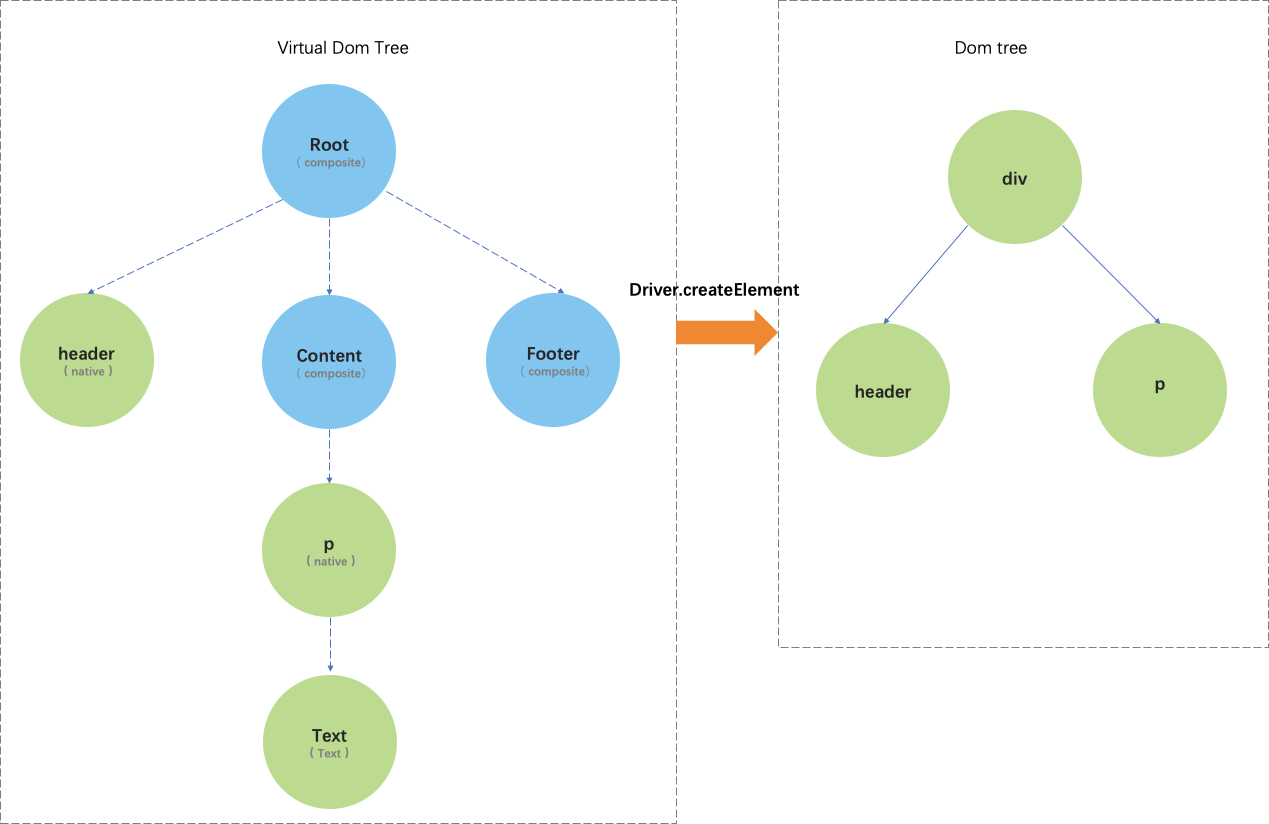 Virtual Dom Tree
Root
( composite)
header
( native )
Content
( composite)
Footer
( composite)
p
( native )
Text
( Text )
Driver.createElement
Dom tree
div
header
p